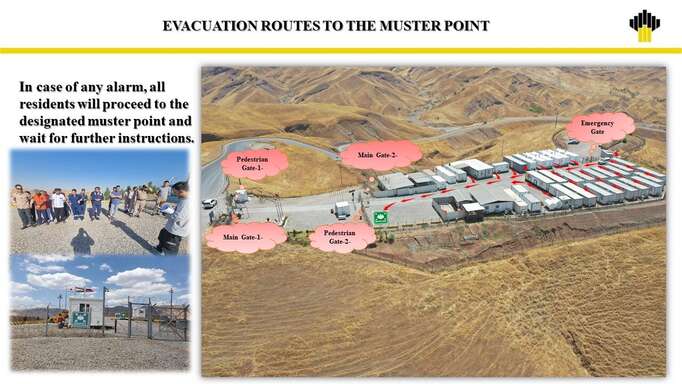 EVACUATION ROUTES TO THE MUSTER POINT
In case of any alarm, all
residents will proceed to the
designated muster point and
wait for further instructions.
Emergency
Gate
Main Gate-2-
Pedestrian
Gate-1-
Main Gate-1-
Pedestrian
Gate-2-